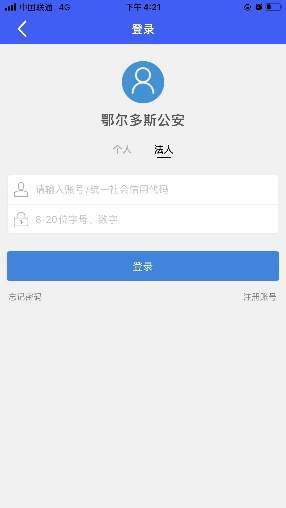 中国联通 4G 下午 4:21
登录
鄂尔多斯公安
个人 法人
请输入账号/统一社会信用代码
8-20位字母、数字
登录
忘记密码 注册账号